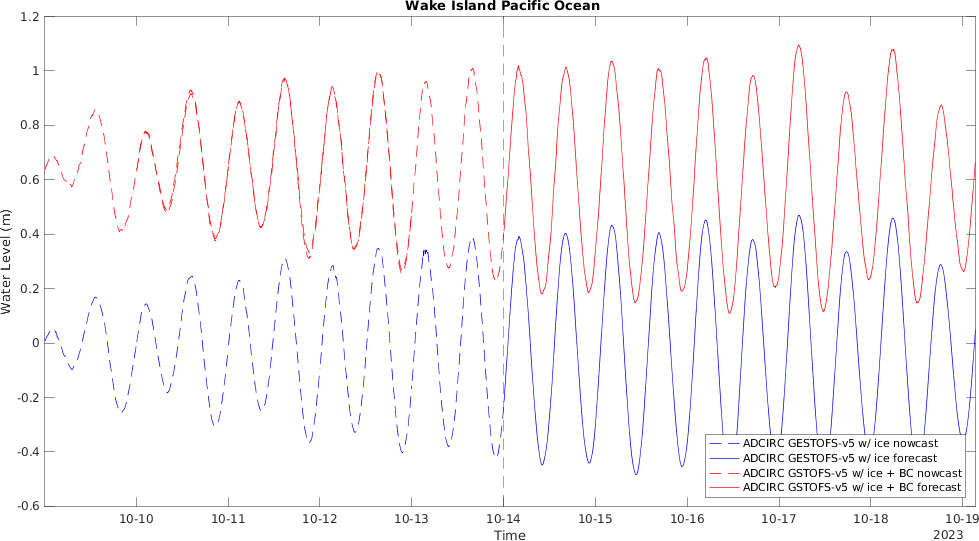 Wake Island Pacific Ocean
1.2
1
0.8
0.6
0.4
0.2
0
-0.2
-0.4
-0.6
Water Level (m)
ADCIRC GESTOFS-v5 w/ ice nowcast
ADCIRC GESTOFS-v5 w/ ice forecast
ADCIRC GSTOFS-v5 w/ ice + BC nowcast
ADCIRC GSTOFS-v5 w/ ice + BC forecast
10-10 10-11 10-12 10-13 10-14 10-15 10-16 10-17 10-18 10-19
Time
2023